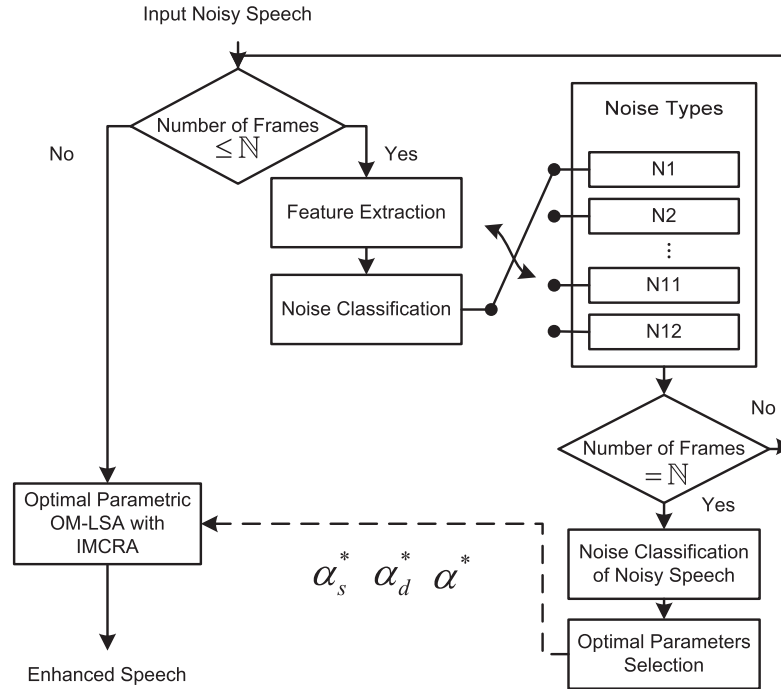 Input Noisy Speech
Number of Frames
≤ ℕ
No
Yes
Feature Extraction
Noise Classification
Noise Types
N1
N2
⋮
N11
N12
Number of Frames
= ℕ
No
Yes
Noise Classification
of Noisy Speech
Optimal Parameters
Selection
α_s^* α_d^* α^*
Optimal Parametric
OM-LSA with
IMCRA
Enhanced Speech